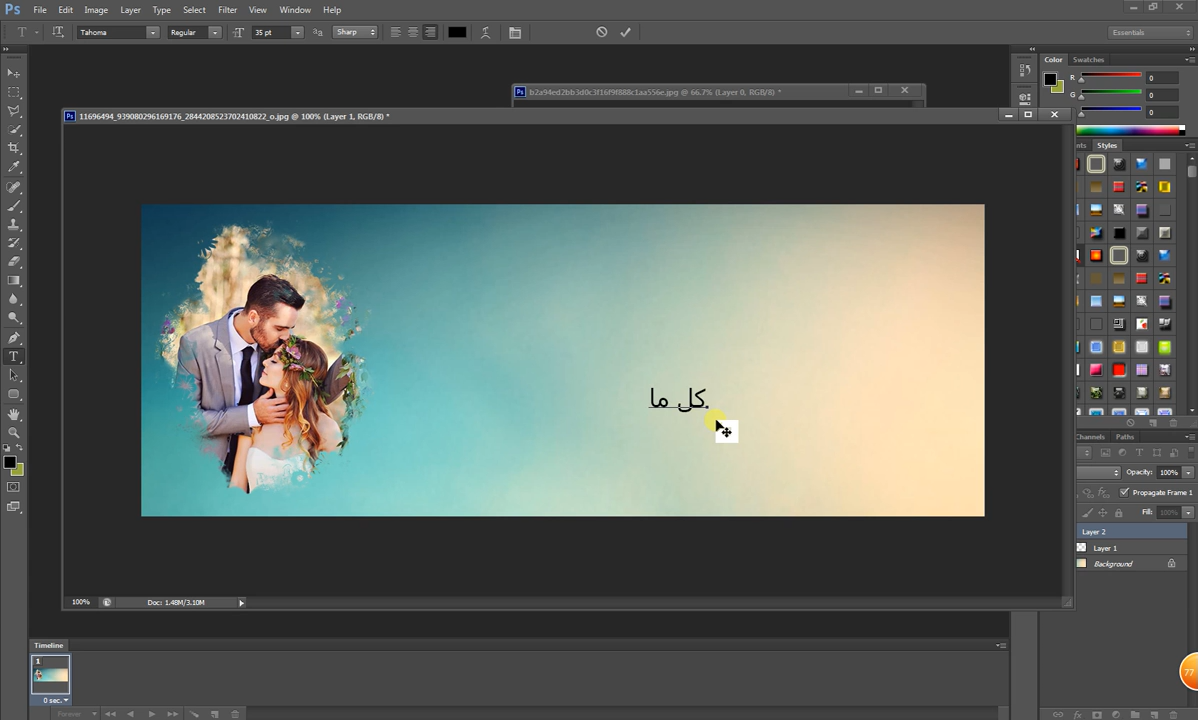 Ps File Edit Image Layer Type Select Filter View Window Help
Tahoma Regular 35 pt Sharp Essentials
b2a94ed2bb3d0c3f16f9f888c1aa556e.jpg @ 66.7% (Layer 0, RGB/8) *
11696494_939080296169176_2844208523702410822_o.jpg @ 100% (Layer 1, RGB/8) *
Color Swatches
R 0
G 0
B 0
Styles
كل ما.
Channels Paths
Opacity: 100%
Propagate Frame 1
Fill: 100%
Layer 2
Layer 1
Background
100% Doc: 1.48M/3.10M
Timeline
1
0 sec.
Forever
77